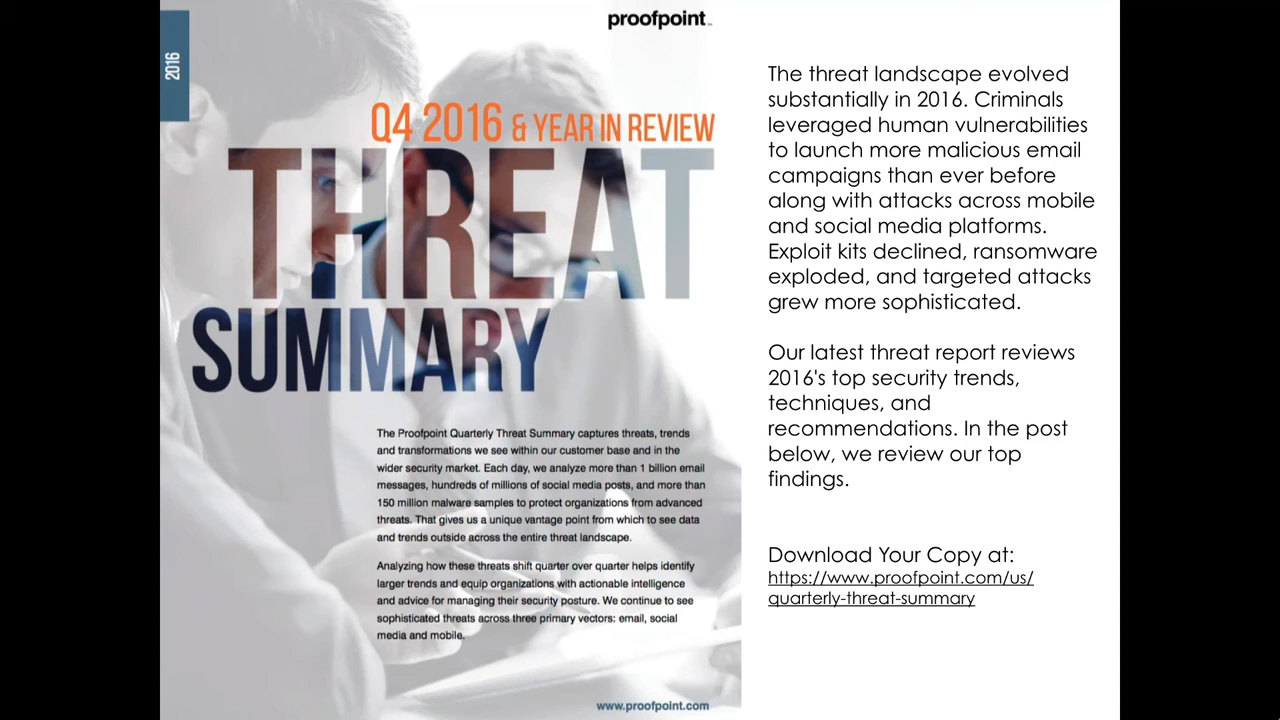 proofpoint
2016
Q4 2016 & YEAR IN REVIEW
THREAT
SUMMARY
The Proofpoint Quarterly Threat Summary captures threats, trends
and transformations we see within our customer base and in the
wider security market. Each day, we analyze more than 1 billion email
messages, hundreds of millions of social media posts, and more than
150 million malware samples to protect organizations from advanced
threats. That gives us a unique vantage point from which to see data
and trends outside across the entire threat landscape.
Analyzing how these threats shift quarter over quarter helps identify
larger trends and equip organizations with actionable intelligence
and advice for managing their security posture. We continue to see
sophisticated threats across three primary vectors: email, social
media and mobile.
www.proofpoint.com
The threat landscape evolved
substantially in 2016. Criminals
leveraged human vulnerabilities
to launch more malicious email
campaigns than ever before
along with attacks across mobile
and social media platforms.
Exploit kits declined, ransomware
exploded, and targeted attacks
grew more sophisticated.
Our latest threat report reviews
2016's top security trends,
techniques, and
recommendations. In the post
below, we review our top
findings.
Download Your Copy at:
https://www.proofpoint.com/us/
quarterly-threat-summary